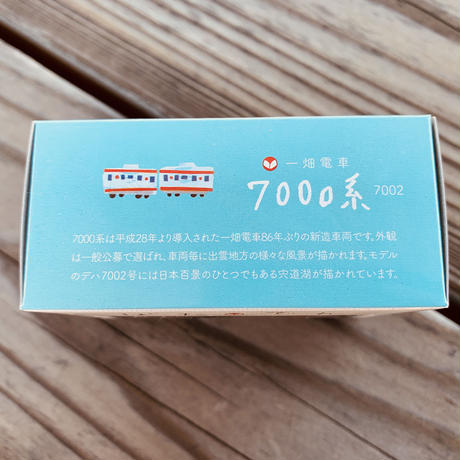 一畑電車
7000系 7002
7000系は平成28年より導入された一畑電車86年ぶりの新造車両です。外観
は一般公募で選ばれ、車両毎に出雲地方の様々な風景が描かれます。モデル
のデハ7002号には日本百景のひとつでもある宍道湖が描かれています。